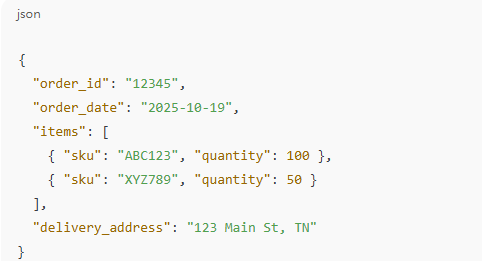 json
{
"order_id": "12345",
"order_date": "2025-10-19",
"items": [
{ "sku": "ABC123", "quantity": 100 },
{ "sku": "XYZ789", "quantity": 50 }
],
"delivery_address": "123 Main St, TN"
}